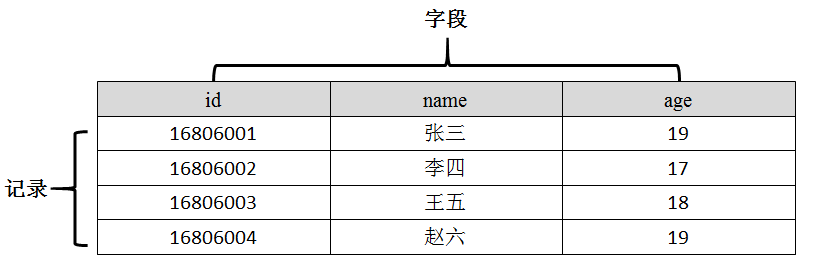 字段
id name age
16806001 张三 19
16806002 李四 17
记录
16806003 王五 18
16806004 赵六 19